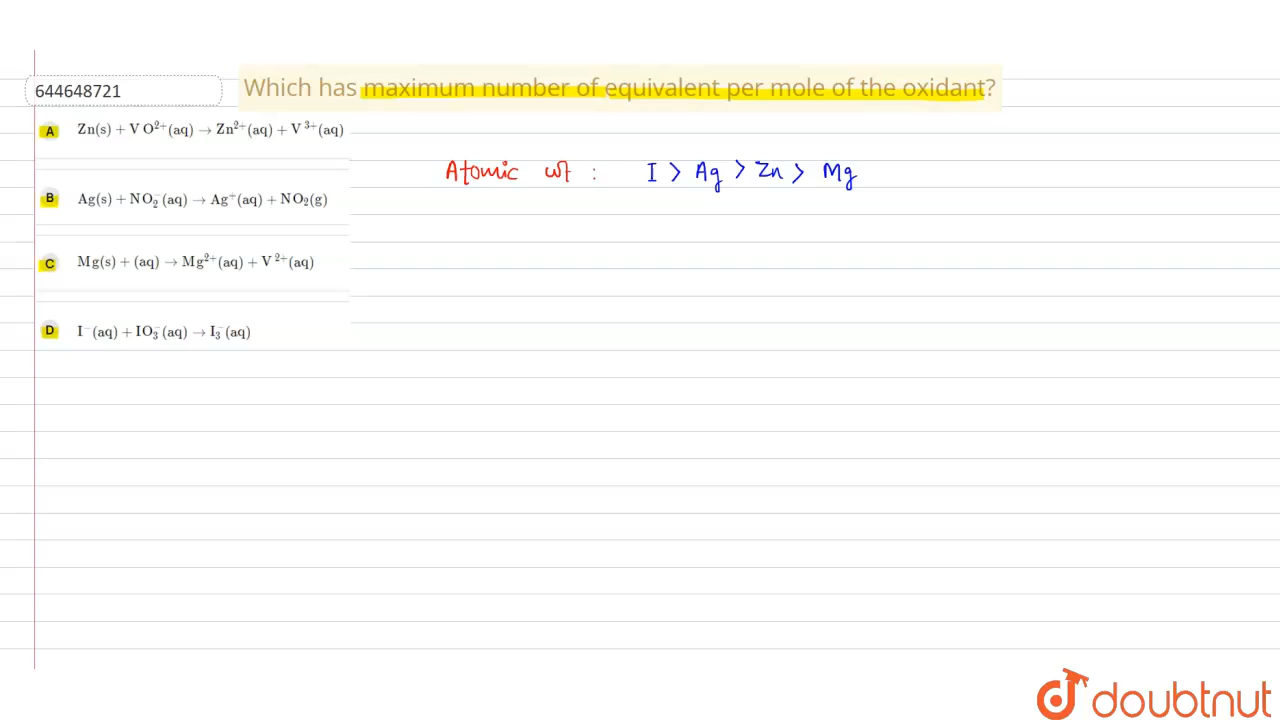 644648721
Which has maximum number of equivalent per mole of the oxidant?
A Zn(s) + V O²⁺(aq) → Zn²⁺(aq) + V ³⁺(aq)
Atomic wt : I > Ag > Zn > Mg
B Ag(s) + NO₂⁻(aq) → Ag⁺(aq) + NO₂(g)
C Mg(s) + (aq) → Mg²⁺(aq) + V ²⁺(aq)
D I⁻(aq) + IO₃⁻(aq) → I₃⁻(aq)
doubtnut